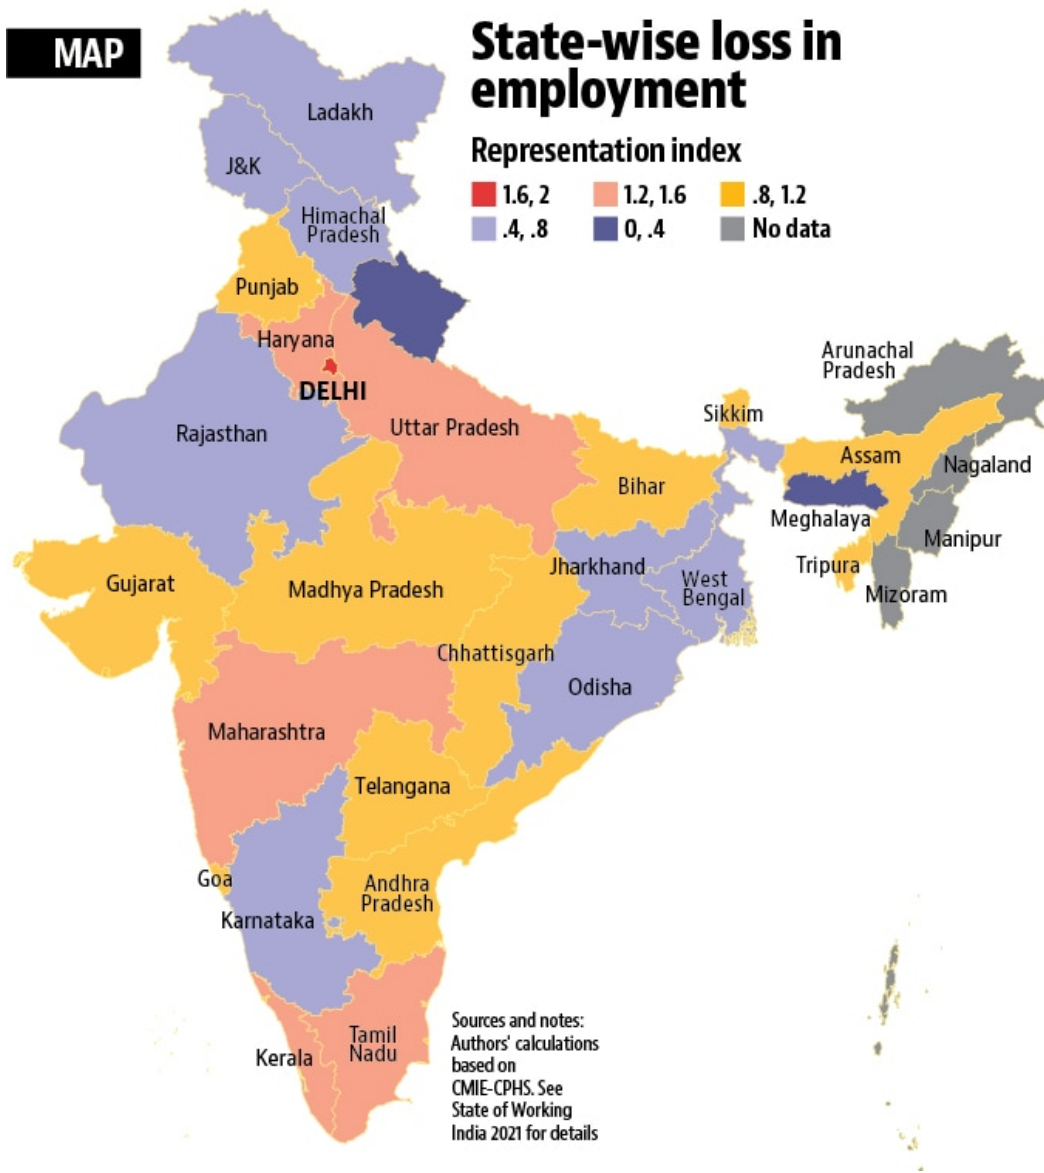 MAP
State-wise loss in
employment
Representation index
1.6, 2
1.2, 1.6
.8, 1.2
.4, .8
0, .4
No data
Ladakh
J&K
Himachal
Pradesh
Punjab
Haryana
DELHI
Rajasthan
Uttar Pradesh
Arunachal
Pradesh
Sikkim
Assam
Nagaland
Bihar
Meghalaya
Manipur
Tripura
Mizoram
Jharkhand
West
Bengal
Gujarat
Madhya Pradesh
Chhattisgarh
Odisha
Maharashtra
Telangana
Goa
Andhra
Pradesh
Karnataka
Kerala
Tamil
Nadu
Sources and notes:
Authors' calculations
based on
CMIE-CPHS. See
State of Working
India 2021 for details